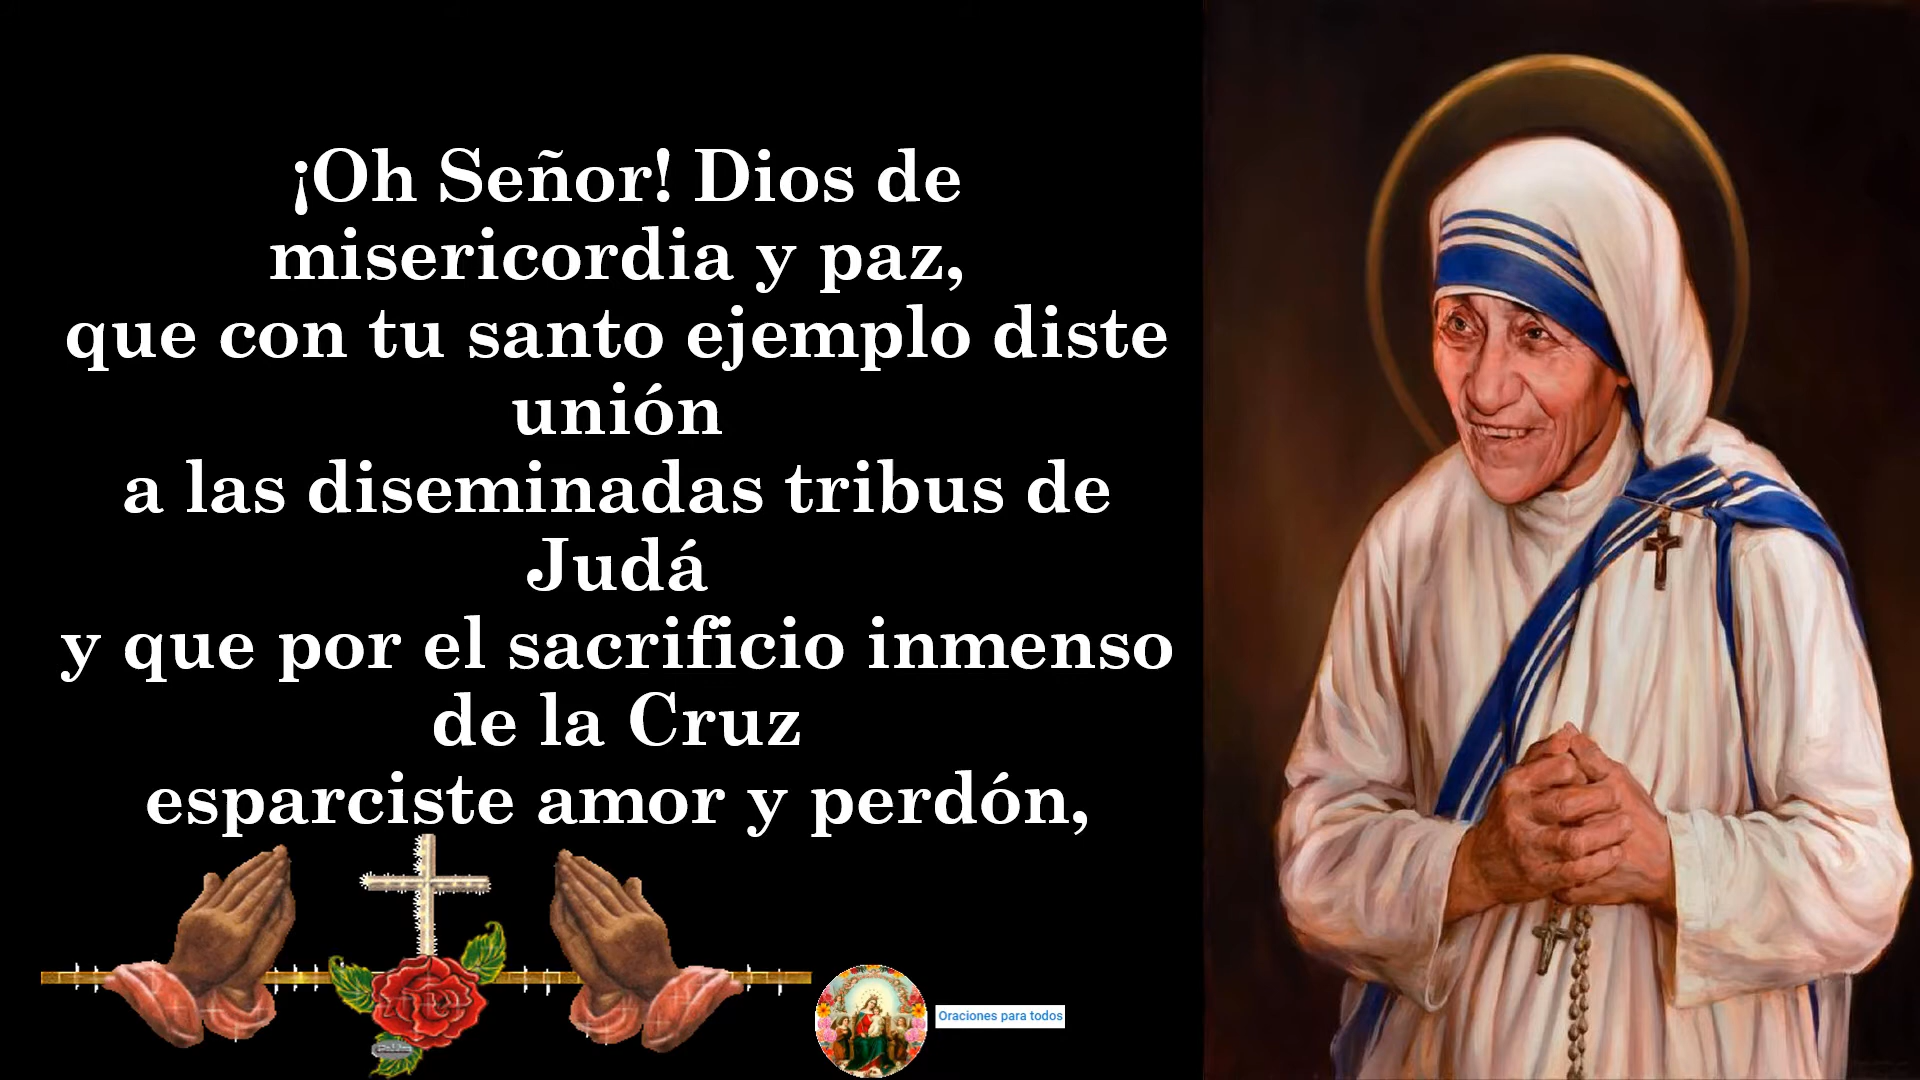 ¡Oh Señor! Dios de
misericordia y paz,
que con tu santo ejemplo diste
unión
a las diseminadas tribus de
Judá
y que por el sacrificio inmenso
de la Cruz
esparciste amor y perdón,
Oraciones para todos